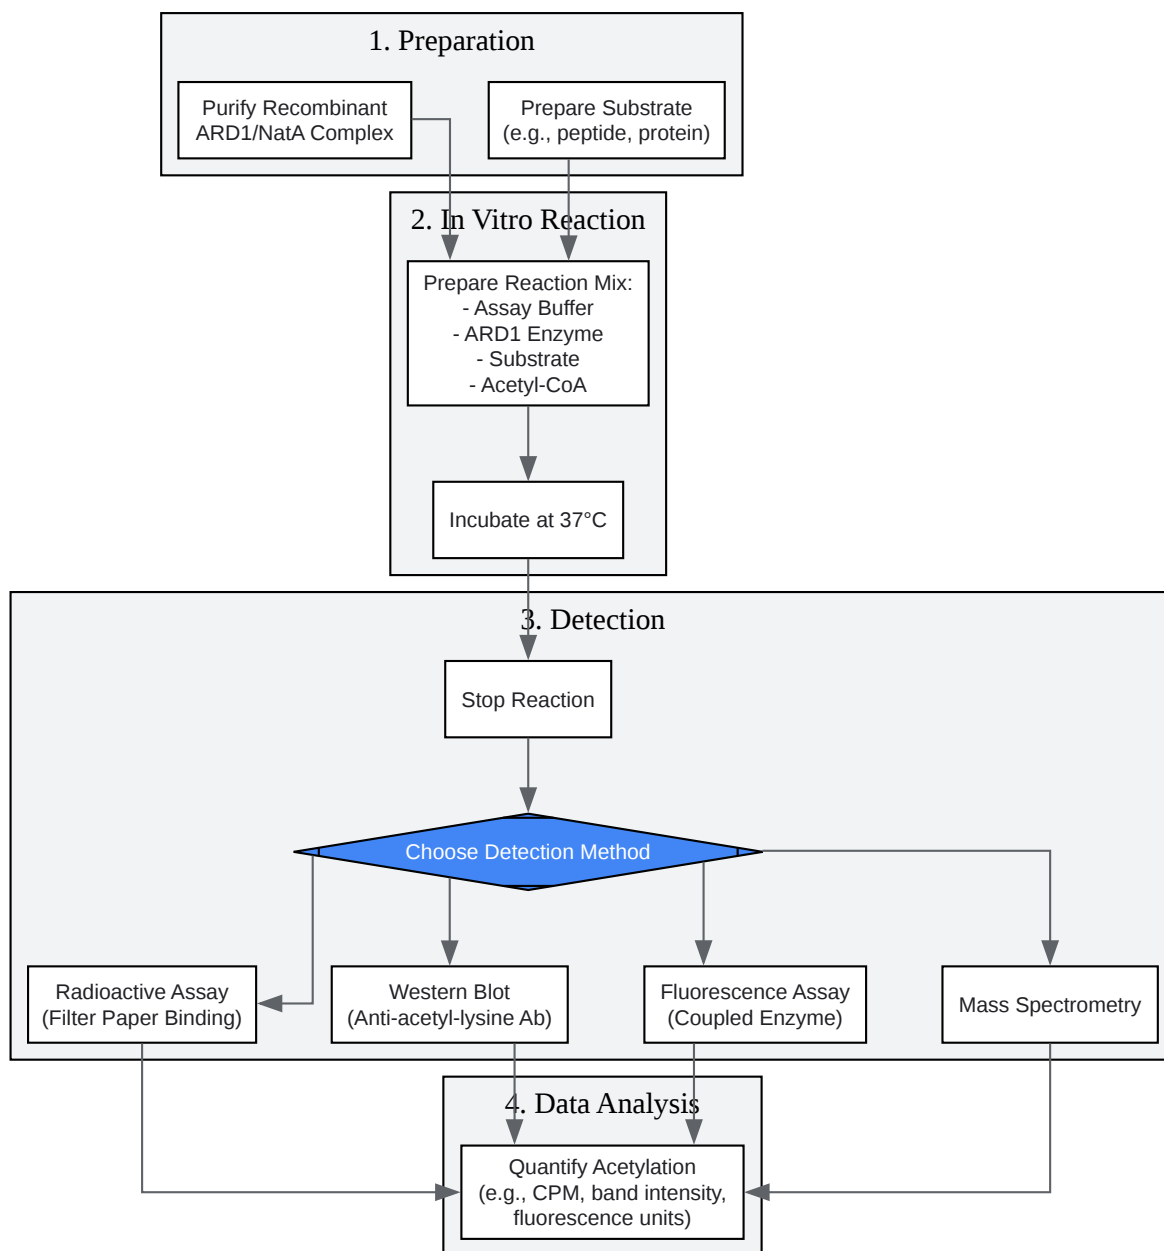 1. Preparation
Purify Recombinant
ARD1/NatA Complex
Prepare Substrate
(e.g., peptide, protein)
2. In Vitro Reaction
Prepare Reaction Mix:
- Assay Buffer
- ARD1 Enzyme
- Substrate
- Acetyl-CoA
Incubate at 37°C
3. Detection
Stop Reaction
Choose Detection Method
Radioactive Assay
(Filter Paper Binding)
Western Blot
(Anti-acetyl-lysine Ab)
Fluorescence Assay
(Coupled Enzyme)
Mass Spectrometry
4. Data Analysis
Quantify Acetylation
(e.g., CPM, band intensity,
fluorescence units)